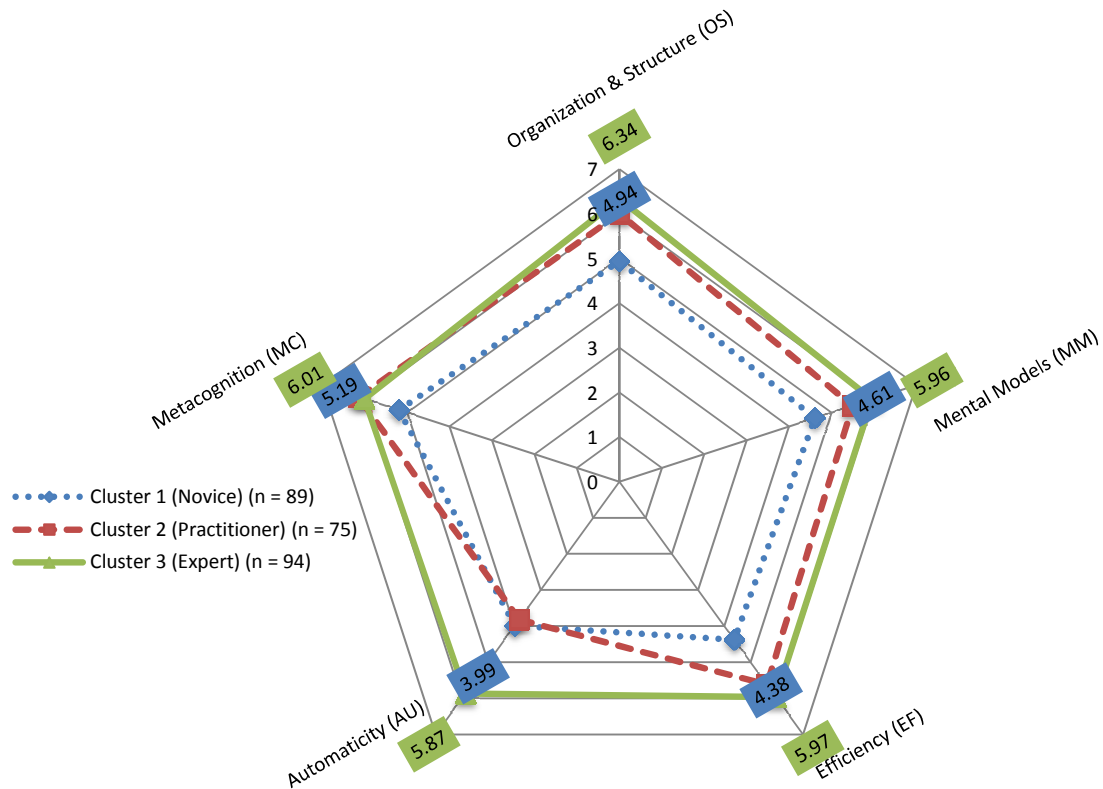 Organization & Structure (OS)
6.34
7
4.94
6
5
4
3
2
1
0
Mental Models (MM)
5.96
4.61
Metacognition (MC)
6.01
5.19
Cluster 1 (Novice) (n = 89)
Cluster 2 (Practitioner) (n = 75)
Cluster 3 (Expert) (n = 94)
Automaticity (AU)
3.99
5.87
4.38
5.97
Efficiency (EF)